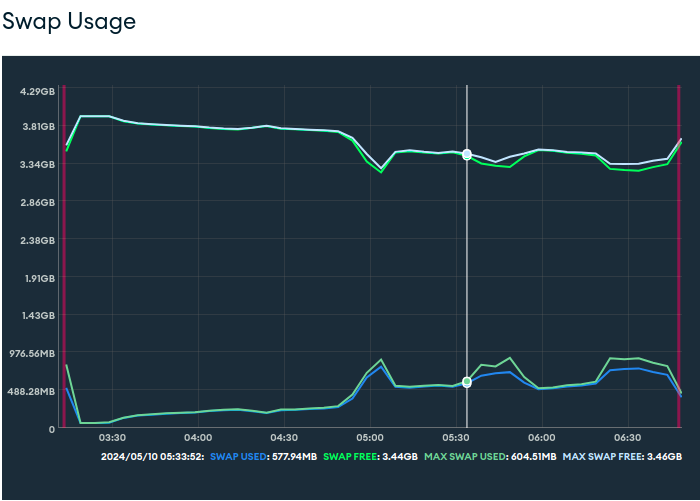 Swap Usage
4.29GB
3.81GB
3.34GB
2.86GB
2.38GB
1.91GB
1.43GB
976.56MB
488.28MB
0
03:30 04:00 04:30 05:00 05:30 06:00 06:30
2024/05/10 05:33:52: SWAP USED: 577.94MB SWAP FREE: 3.44GB MAX SWAP USED: 604.51MB MAX SWAP FREE: 3.46GB